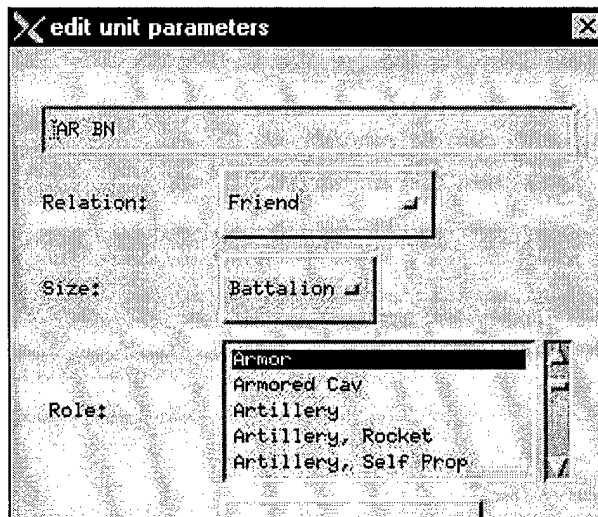 edit unit parameters
AR BN
Relation: Friend
Size: Battalion
Armor
Armored Cav
Role: Artillery
Artillery, Rocket
Artillery, Self Prop